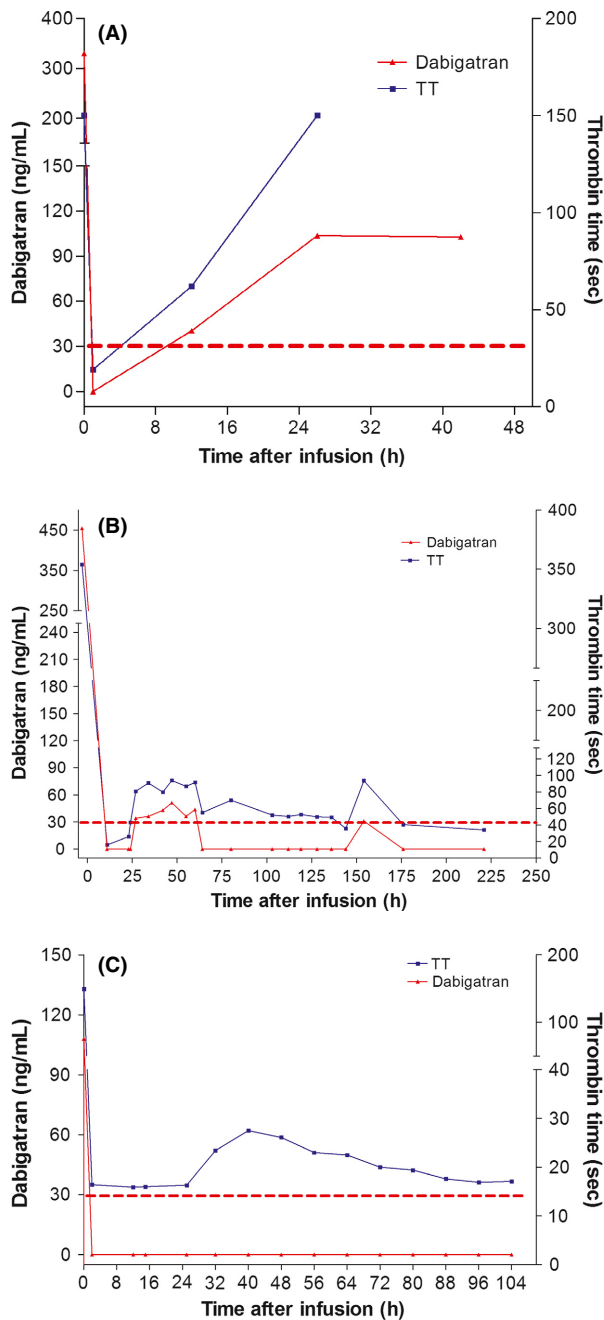 (A)
Dabigatran
TT
Dabigatran (ng/mL)
400
300
200
150
120
90
60
30
0
Thrombin time (sec)
200
150
100
50
0
0 8 16 24 32 40 48
Time after infusion (h)
(B)
Dabigatran
TT
Dabigatran (ng/mL)
450
350
250
240
210
180
150
120
90
60
30
0
Thrombin time (sec)
400
350
300
200
120
100
80
60
40
20
0
0 25 50 75 100 125 150 175 200 225 250
Time after infusion (h)
(C)
TT
Dabigatran
Dabigatran (ng/mL)
150
120
90
60
30
0
Thrombin time (sec)
200
100
40
30
20
10
0
0 8 16 24 32 40 48 56 64 72 80 88 96 104
Time after infusion (h)